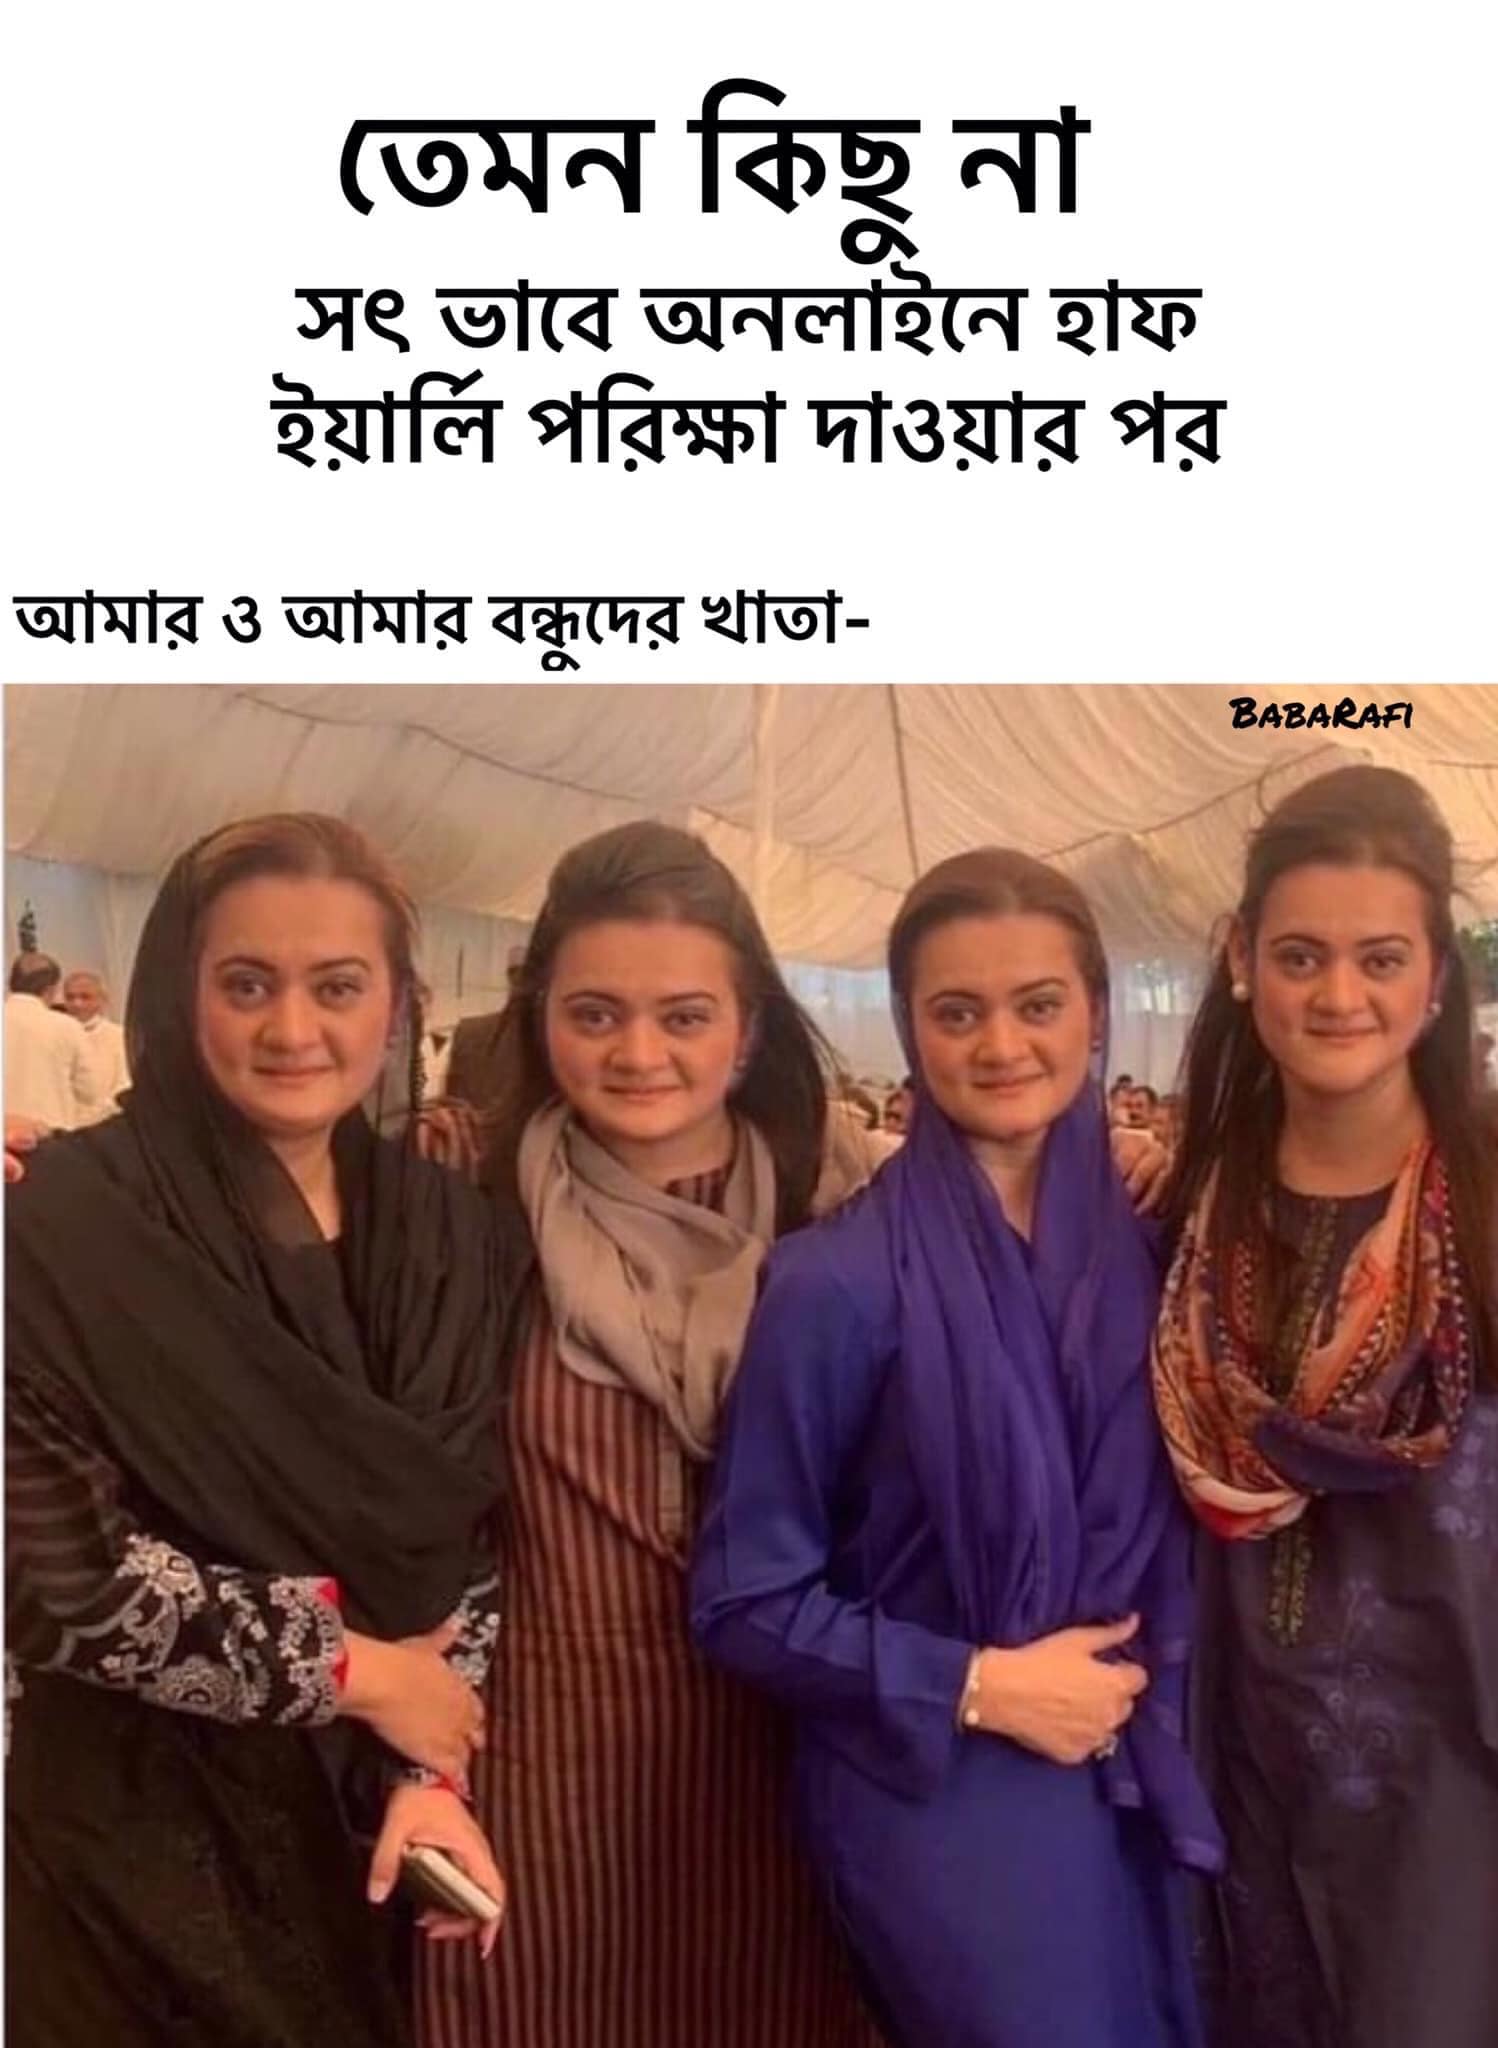 তেমন কিছু না
সৎ ভাবে অনলাইনে হাফ
ইয়ার্লি পরিক্ষা দাওয়ার পর
আমার ও আমার বন্ধুদের খাতা-
BABARAFI